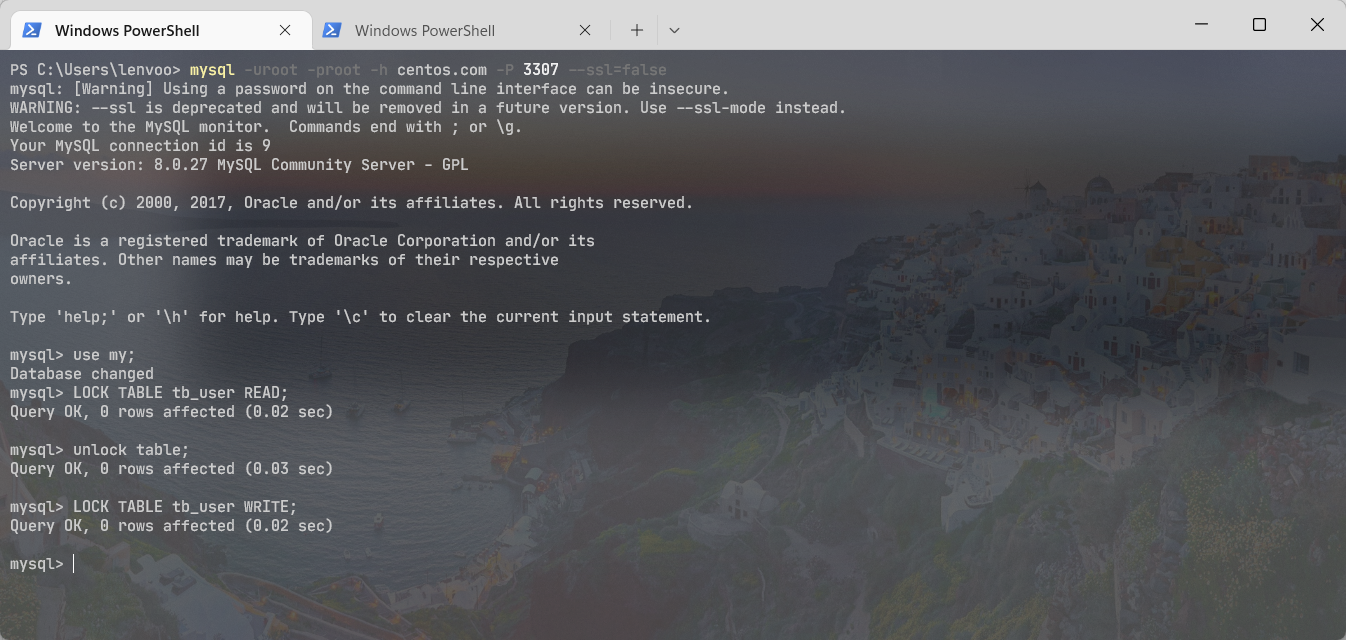 Windows PowerShell
Windows PowerShell
PS C:\Users\lenvoo> mysql -uroot -proot -h centos.com -P 3307 --ssl=false
mysql: [Warning] Using a password on the command line interface can be insecure.
WARNING: --ssl is deprecated and will be removed in a future version. Use --ssl-mode instead.
Welcome to the MySQL monitor.  Commands end with ; or \g.
Your MySQL connection id is 9
Server version: 8.0.27 MySQL Community Server - GPL
Copyright (c) 2000, 2017, Oracle and/or its affiliates. All rights reserved.
Oracle is a registered trademark of Oracle Corporation and/or its
affiliates. Other names may be trademarks of their respective
owners.
Type 'help;' or '\h' for help. Type '\c' to clear the current input statement.
mysql> use my;
Database changed
mysql> LOCK TABLE tb_user READ;
Query OK, 0 rows affected (0.02 sec)
mysql> unlock table;
Query OK, 0 rows affected (0.03 sec)
mysql> LOCK TABLE tb_user WRITE;
Query OK, 0 rows affected (0.02 sec)
mysql>